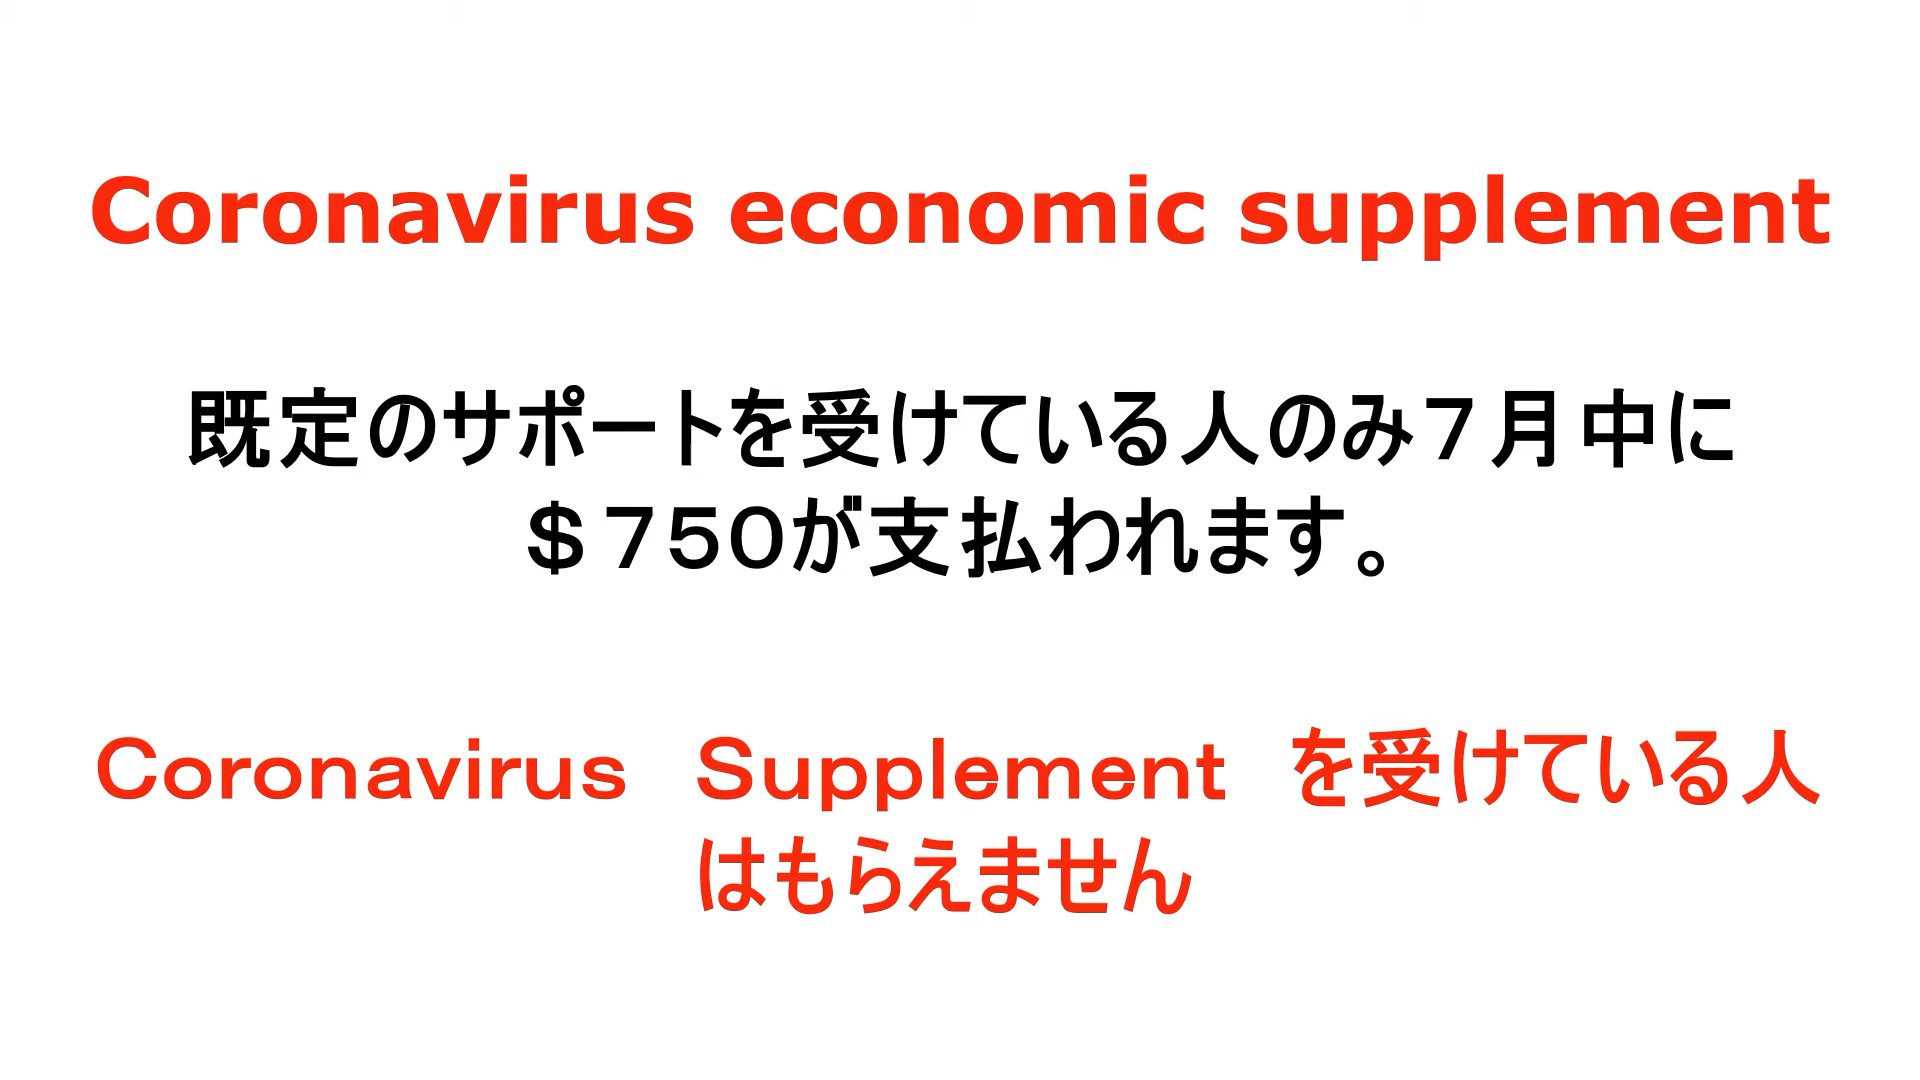 Coronavirus economic supplement
既定のサポートを受けている人のみ７月中に
＄７５０が支払われます。
Ｃｏｒｏｎａｖｉｒｕｓ　Ｓｕｐｐｌｅｍｅｎｔ　を受けている人
はもらえません